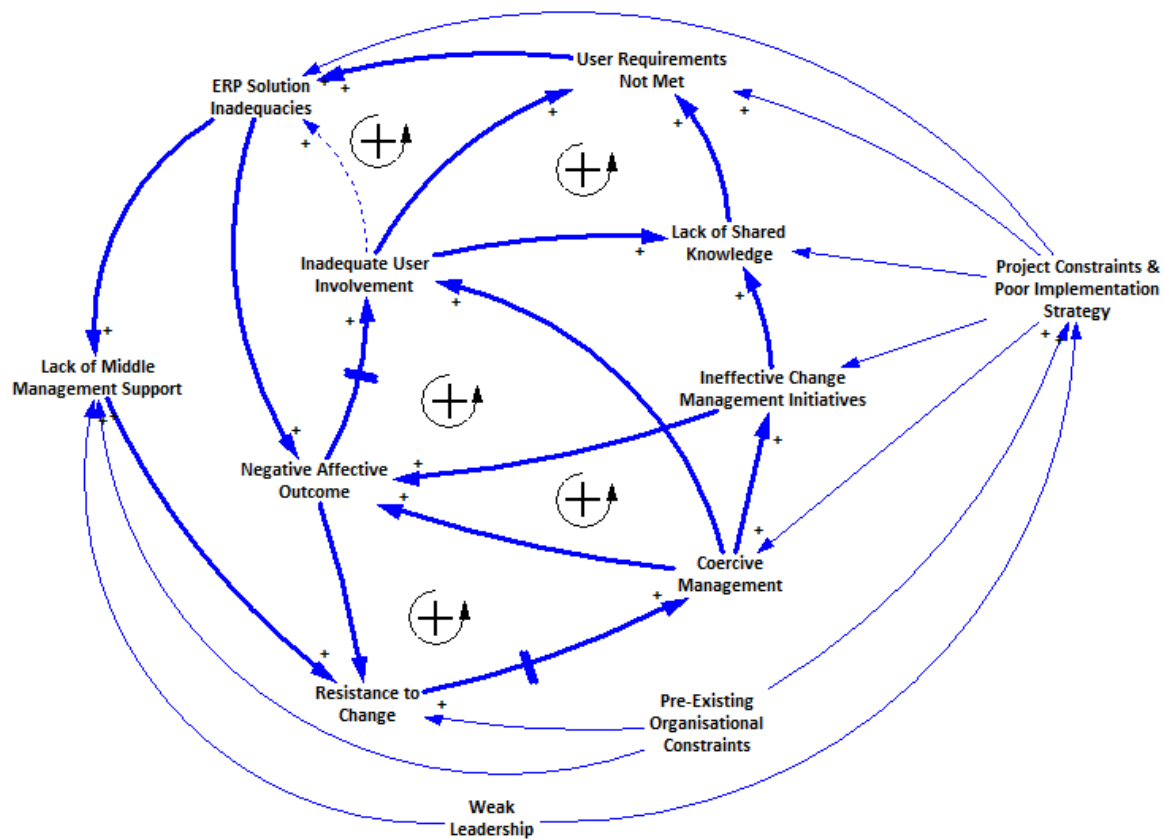 User Requirements
Not Met
ERP Solution
Inadequacies
Lack of Shared
Knowledge
Inadequate User
Involvement
Project Constraints &
Poor Implementation
Strategy
Lack of Middle
Management Support
Ineffective Change
Management Initiatives
Negative Affective
Outcome
Coercive
Management
Resistance to
Change
Pre-Existing
Organisational
Constraints
Weak
Leadership